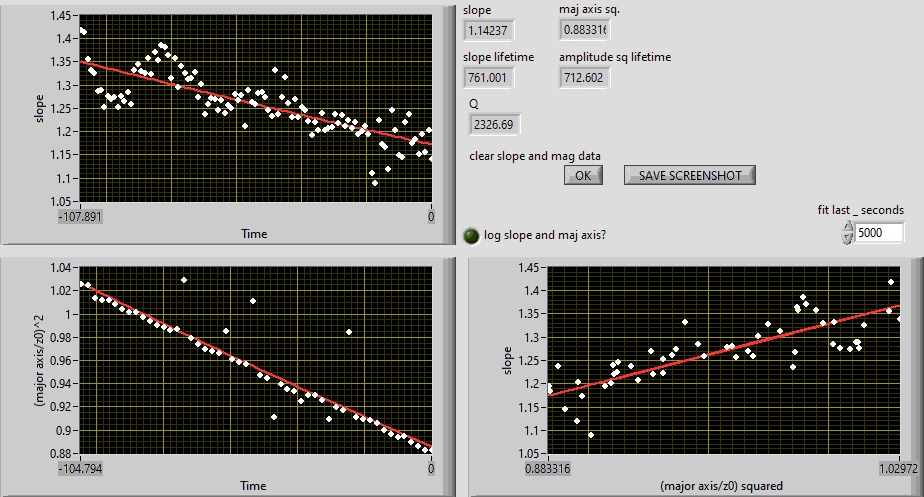 1.45
1.4
1.35
1.3
1.25
1.2
1.15
1.1
1.05
slope
-107.891
0
Time
slope
maj axis sq.
1.14237
0.883316
slope lifetime
amplitude sq lifetime
761.001
712.602
Q
2326.69
clear slope and mag data
OK
SAVE SCREENSHOT
fit last _ seconds
5000
log slope and maj axis?
1.04
1.02
1
0.98
0.96
0.94
0.92
0.9
0.88
(major axis/z0)^2
-104.794
0
Time
1.45
1.4
1.35
1.3
1.25
1.2
1.15
1.1
1.05
slope
0.883316
1.02972
(major axis/z0) squared